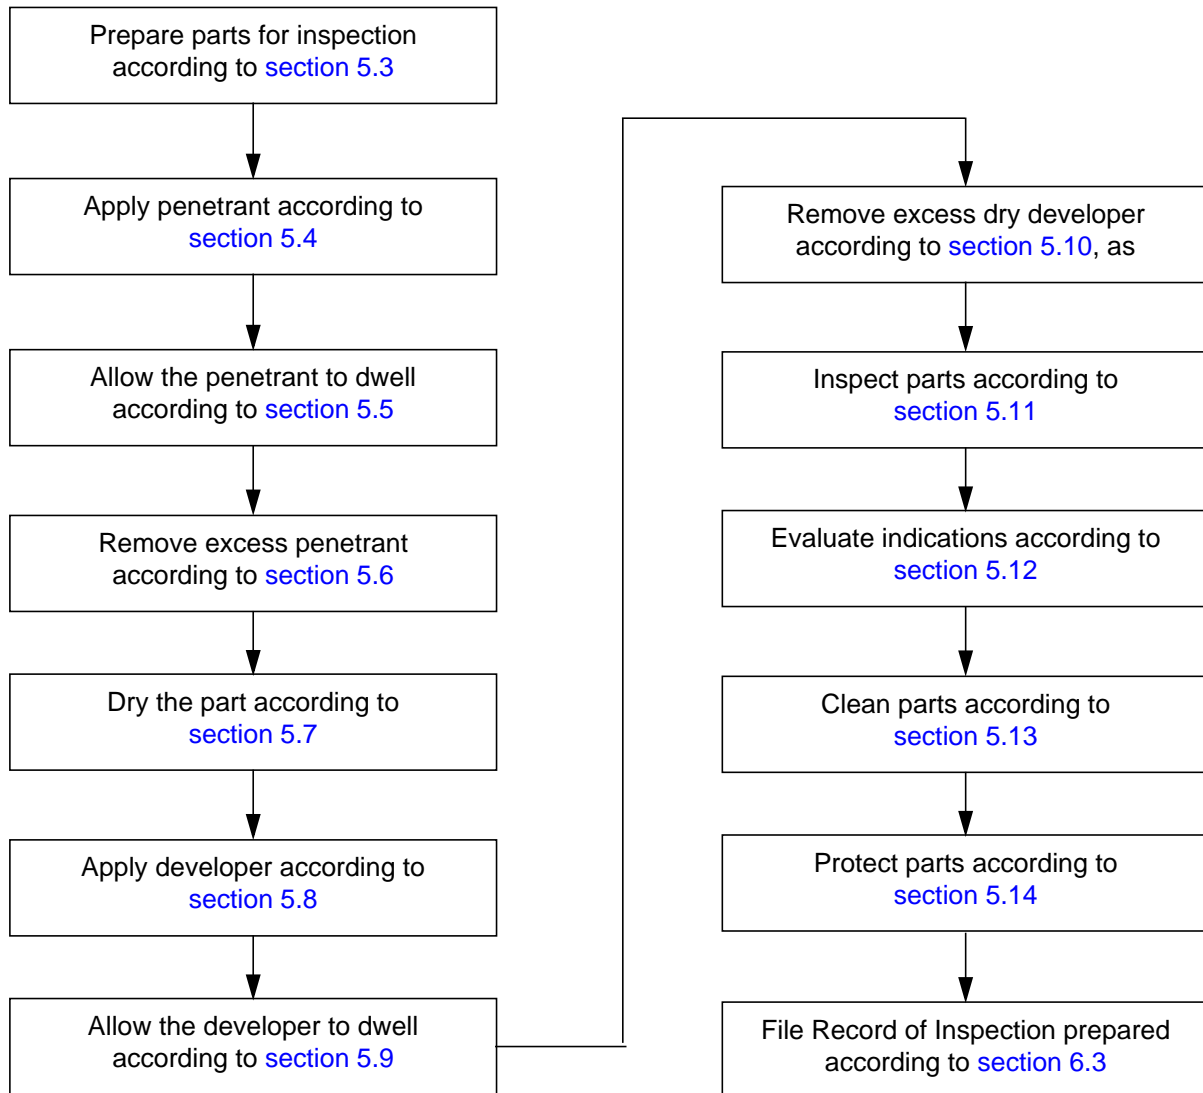 Prepare parts for inspection
according to section 5.3
Apply penetrant according to
section 5.4
Allow the penetrant to dwell
according to section 5.5
Remove excess penetrant
according to section 5.6
Dry the part according to
section 5.7
Apply developer according to
section 5.8
Allow the developer to dwell
according to section 5.9
Remove excess dry developer
according to section 5.10, as
Inspect parts according to
section 5.11
Evaluate indications according to
section 5.12
Clean parts according to
section 5.13
Protect parts according to
section 5.14
File Record of Inspection prepared
according to section 6.3